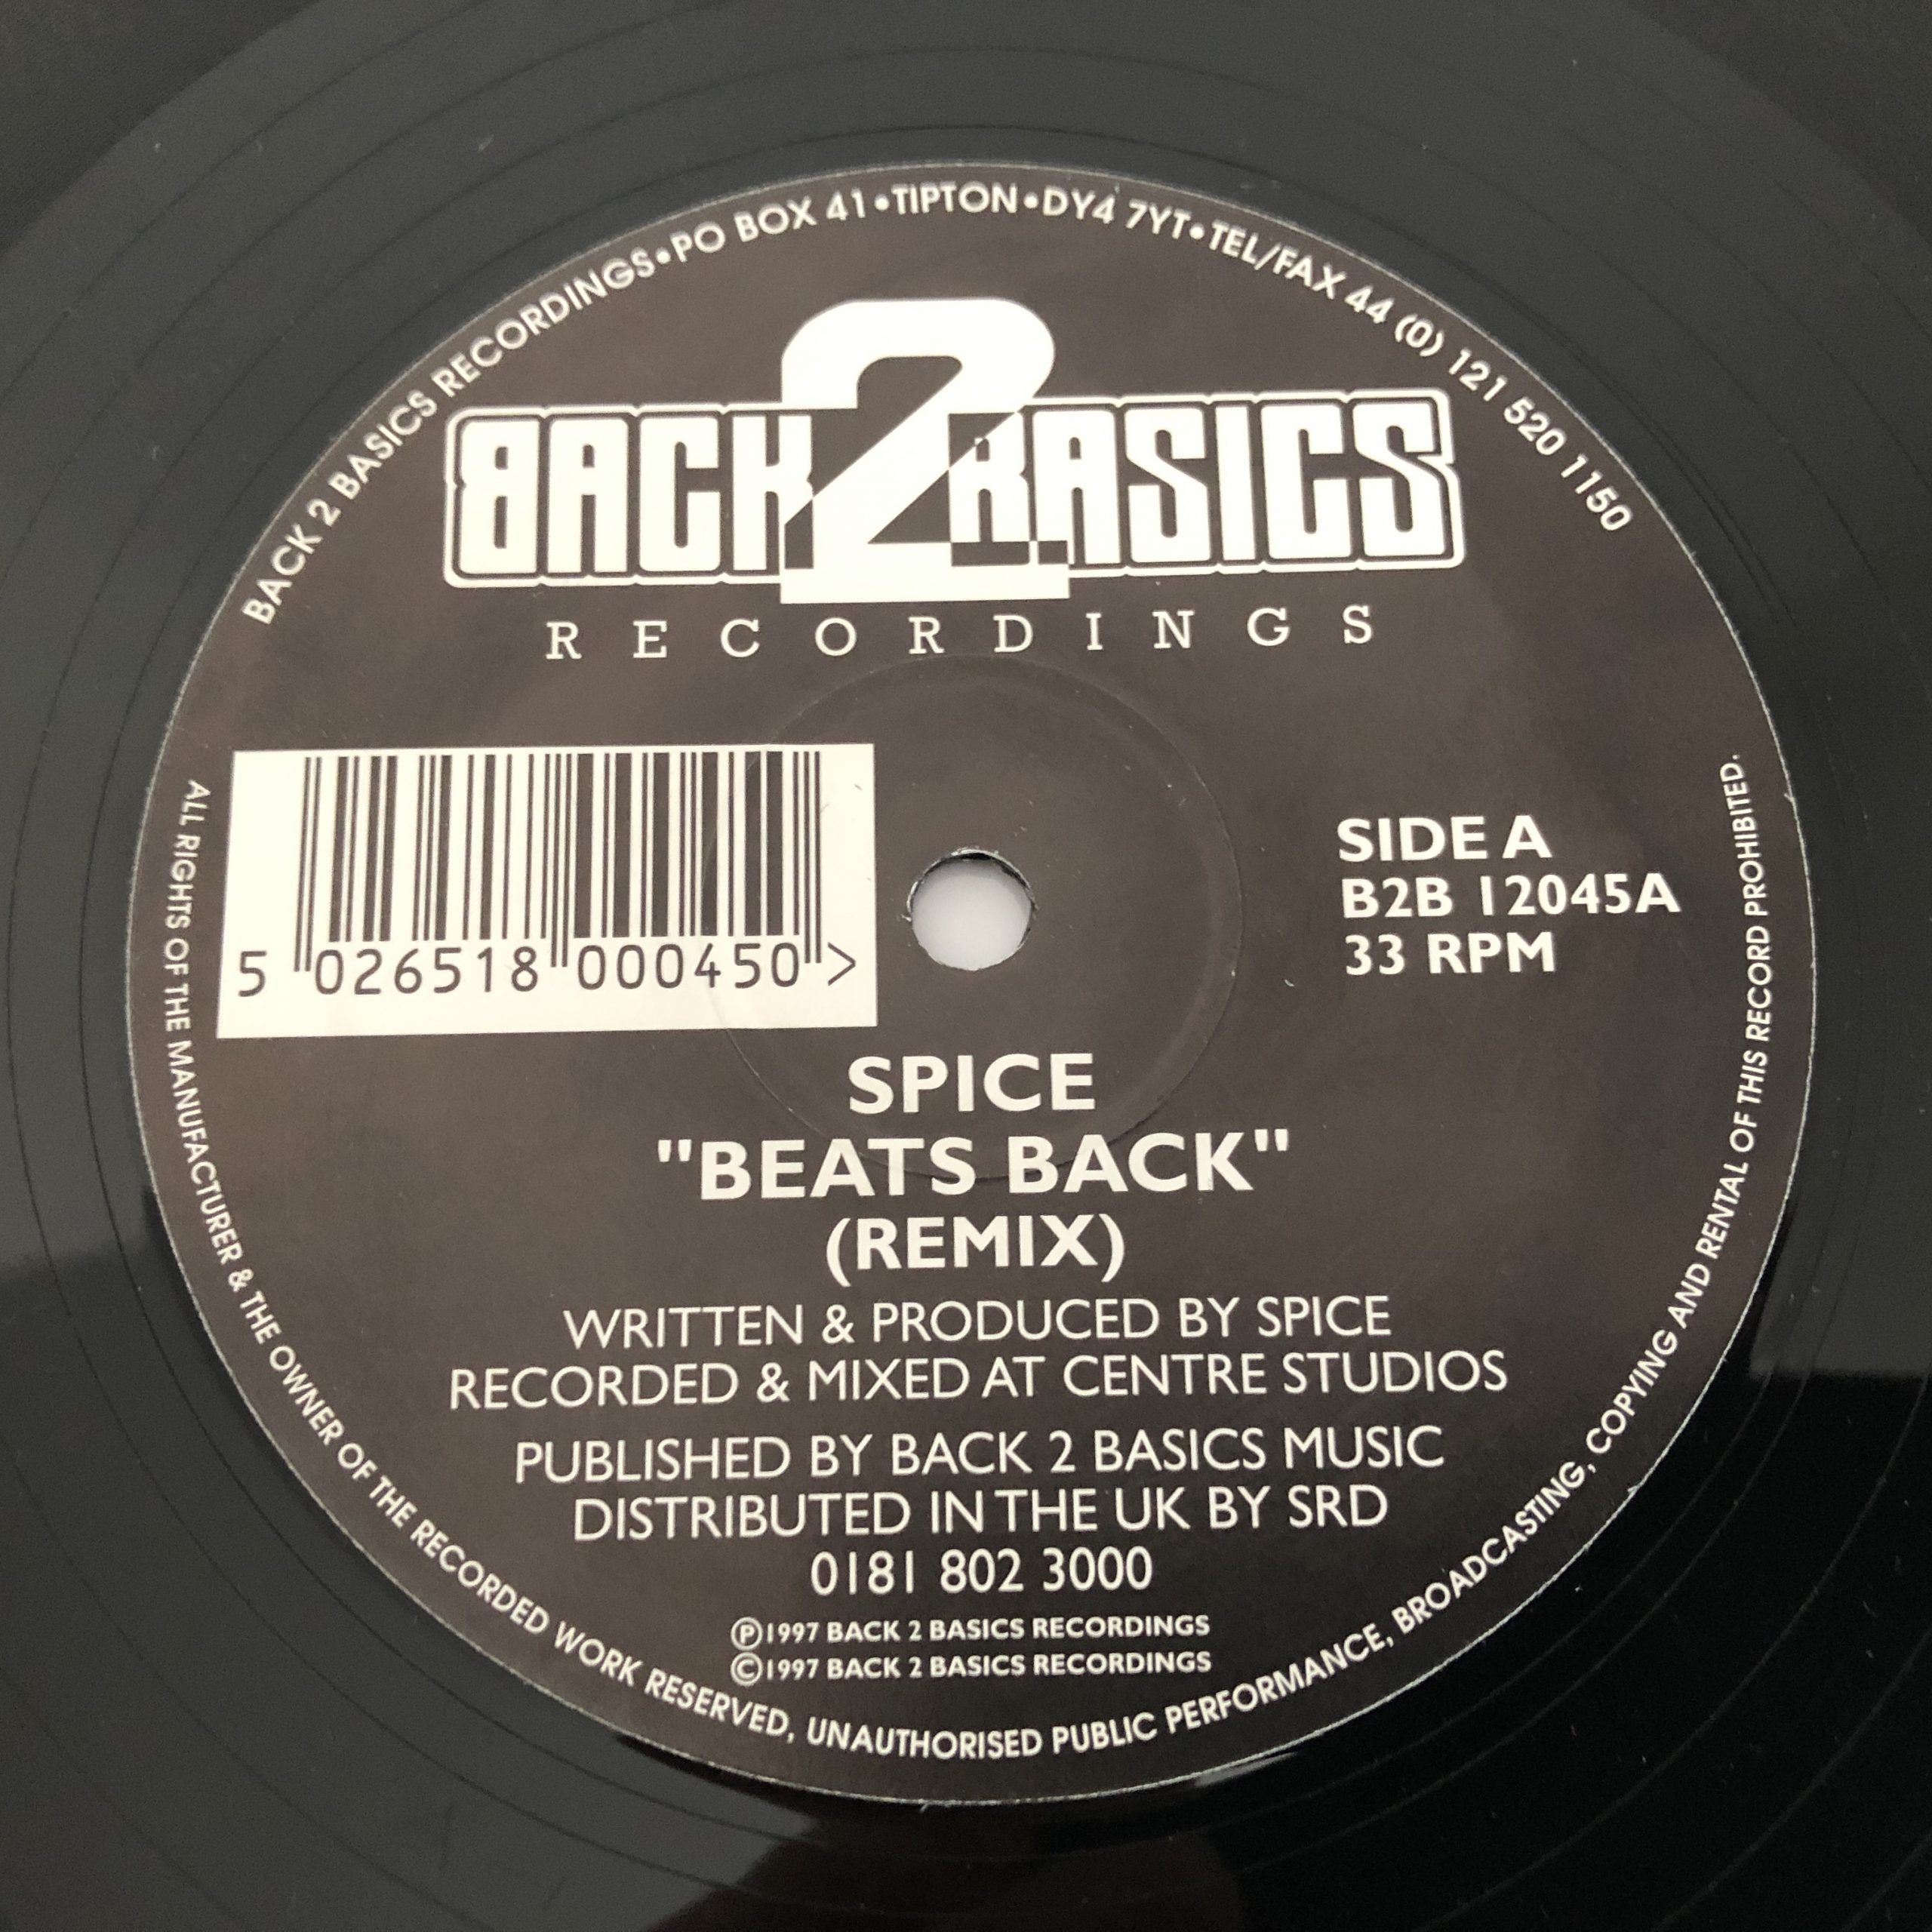 BACK 2 BASICS RECORDINGS•PO BOX 41•TIPTON•DY4 7YT•TEL/FAX 44 (0) 121 520 1150
BACK 2 BASICS
RECORDINGS
5 026518 000450 >
SIDE A
B2B 12045A
33 RPM
SPICE
"BEATS BACK"
(REMIX)
WRITTEN & PRODUCED BY SPICE
RECORDED & MIXED AT CENTRE STUDIOS
PUBLISHED BY BACK 2 BASICS MUSIC
DISTRIBUTED IN THE UK BY SRD
0181 802 3000
℗1997 BACK 2 BASICS RECORDINGS
©1997 BACK 2 BASICS RECORDINGS
ALL RIGHTS OF THE MANUFACTURER & THE OWNER OF THE RECORDED WORK RESERVED, UNAUTHORISED PUBLIC PERFORMANCE, BROADCASTING, COPYING AND RENTAL OF THIS RECORD PROHIBITED.